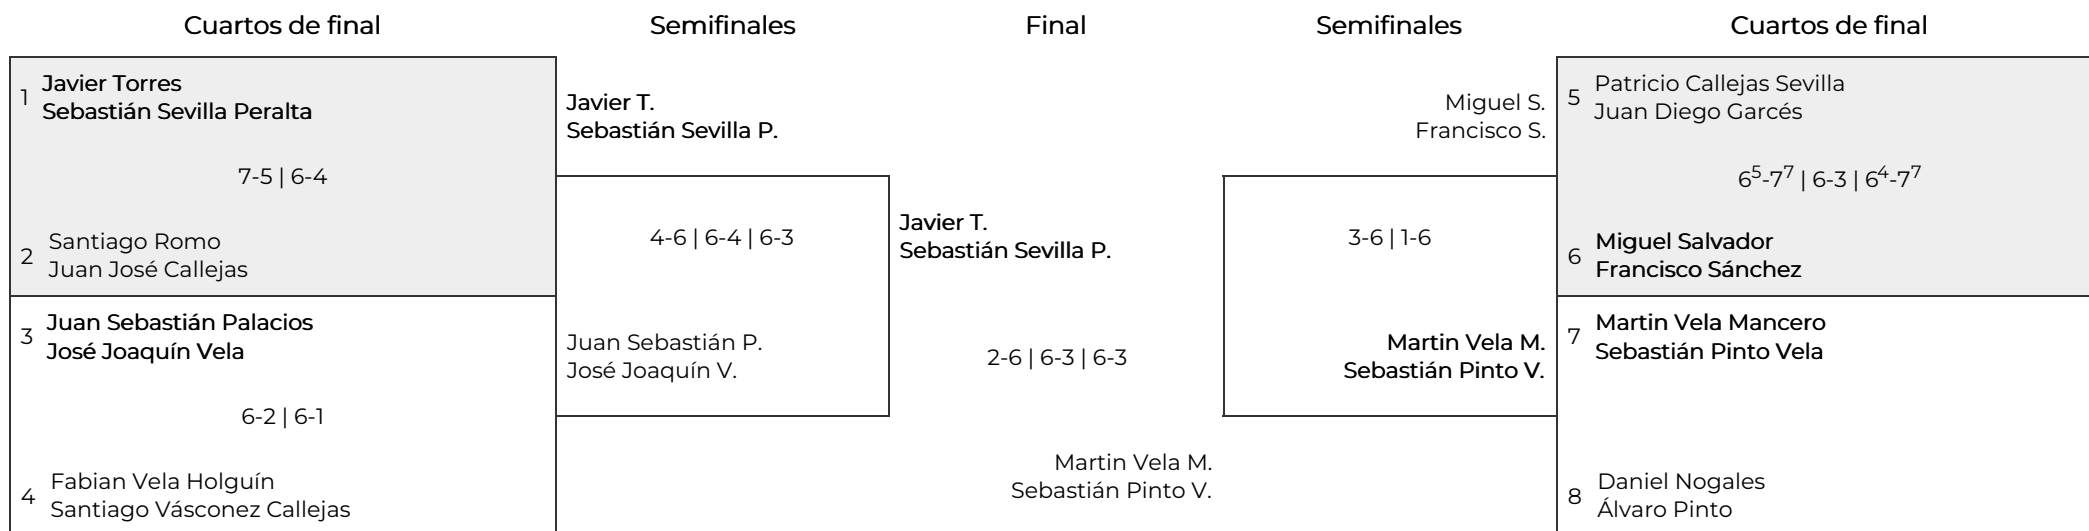 Cuartos de final
Semifinales
Final
Semifinales
Cuartos de final
1
Javier Torres
Sebastián Sevilla Peralta
7-5 | 6-4
2
Santiago Romo
Juan José Callejas
3
Juan Sebastián Palacios
José Joaquín Vela
6-2 | 6-1
4
Fabian Vela Holguín
Santiago Vásconez Callejas
Javier T.
Sebastián Sevilla P.
4-6 | 6-4 | 6-3
Juan Sebastián P.
José Joaquín V.
Javier T.
Sebastián Sevilla P.
2-6 | 6-3 | 6-3
Martin Vela M.
Sebastián Pinto V.
Miguel S.
Francisco S.
3-6 | 1-6
Martin Vela M.
Sebastián Pinto V.
5
Patricio Callejas Sevilla
Juan Diego Garcés
6⁵-7⁷ | 6-3 | 6⁴-7⁷
6
Miguel Salvador
Francisco Sánchez
7
Martin Vela Mancero
Sebastián Pinto Vela
8
Daniel Nogales
Álvaro Pinto